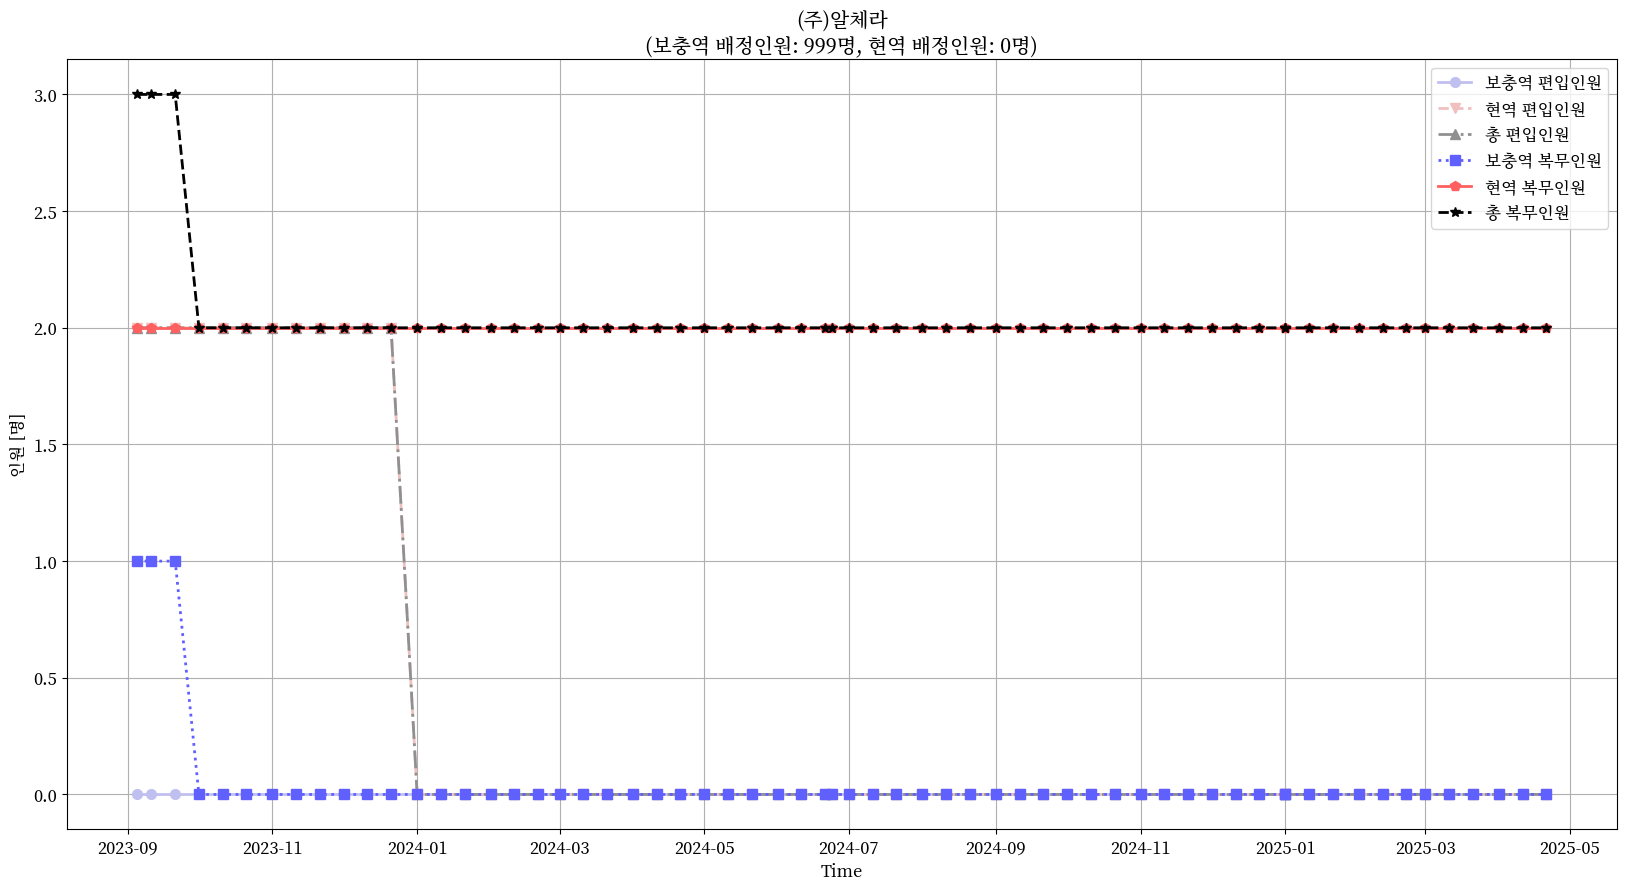 (주)알체라
(보충역 배정인원: 999명, 현역 배정인원: 0명)
보충역 편입인원
현역 편입인원
총 편입인원
보충역 복무인원
현역 복무인원
총 복무인원
3.0
2.5
2.0
1.5
1.0
0.5
0.0
인원 [명]
2023-09 2023-11 2024-01 2024-03 2024-05 2024-07 2024-09 2024-11 2025-01 2025-03 2025-05
Time